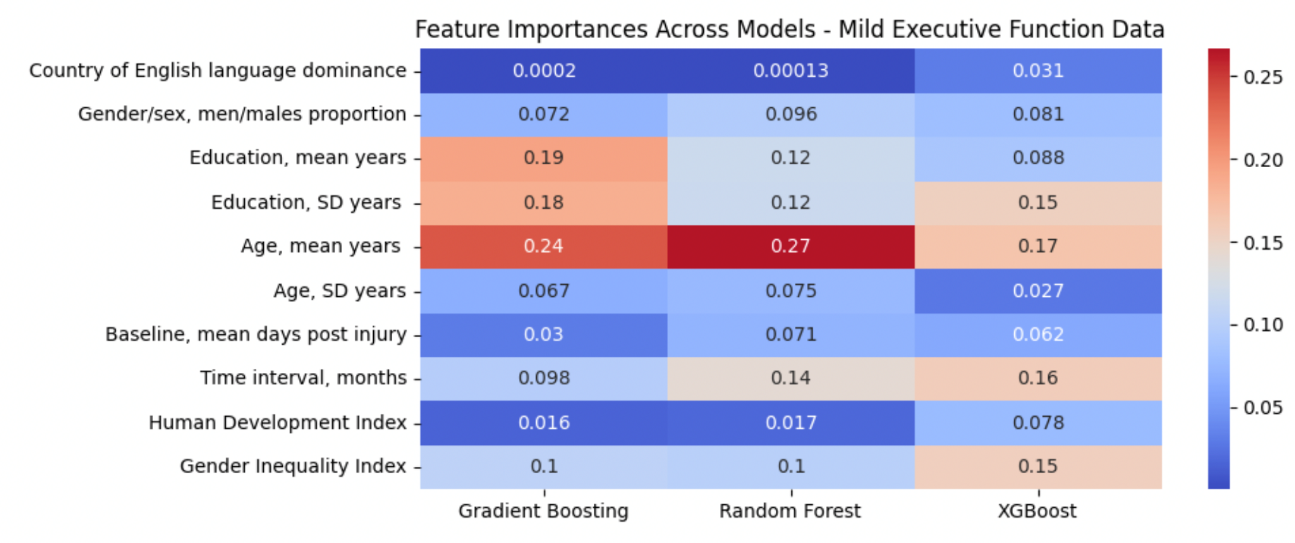 Feature Importances Across Models - Mild Executive Function Data
Country of English language dominance 0.0002 0.00013 0.031
Gender/sex, men/males proportion 0.072 0.096 0.081
Education, mean years 0.19 0.12 0.088
Education, SD years 0.18 0.12 0.15
Age, mean years 0.24 0.27 0.17
Age, SD years 0.067 0.075 0.027
Baseline, mean days post injury 0.03 0.071 0.062
Time interval, months 0.098 0.14 0.16
Human Development Index 0.016 0.017 0.078
Gender Inequality Index 0.1 0.1 0.15
Gradient Boosting Random Forest XGBoost
0.25
0.20
0.15
0.10
0.05